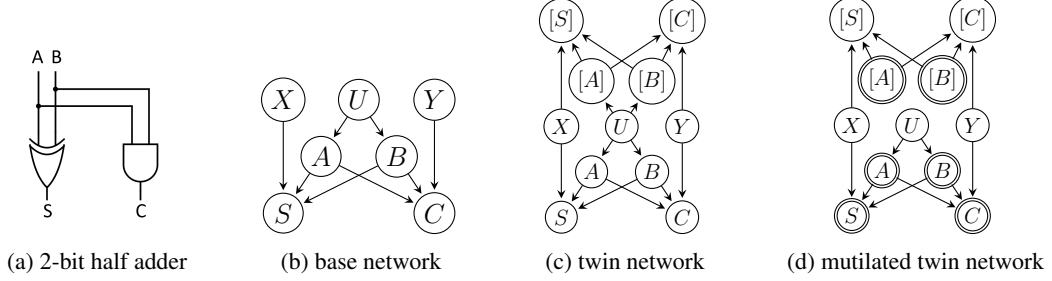 A B
S C
(a) 2-bit half adder
X U Y
A B
S C
(b) base network
[S] [C]
[A] [B]
X U Y
A B
S C
(c) twin network
[S] [C]
[A] [B]
X U Y
A B
S C
(d) mutilated twin network